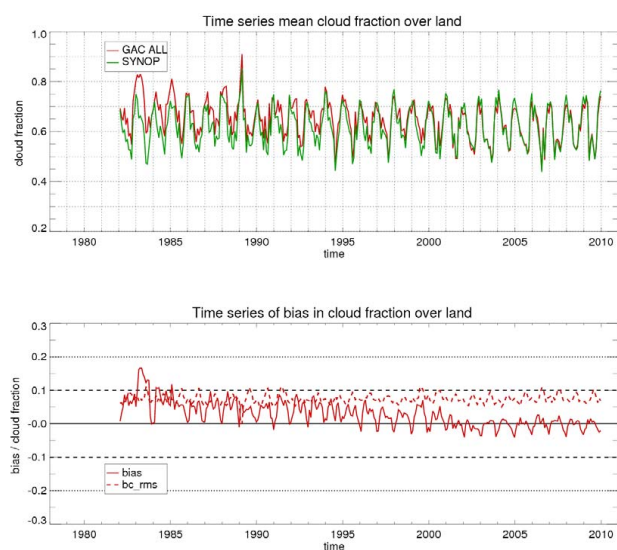 Time series mean cloud fraction over land
1.0
GAC ALL
SYNOP
0.8
cloud fraction
0.6
0.4
0.2
1980 1985 1990 1995 2000 2005 2010
time
Time series of bias in cloud fraction over land
0.3
0.2
0.1
-0.0
bias / cloud fraction
-0.1
bias
bc_rms
-0.2
-0.3
1980 1985 1990 1995 2000 2005 2010
time